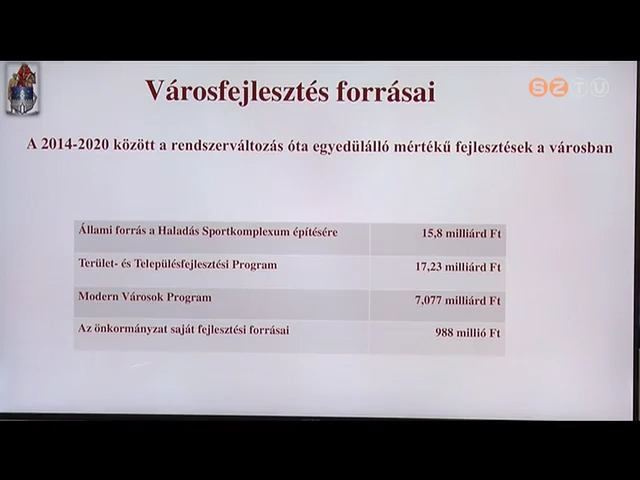 Városfejlesztés forrásai
SZTV
A 2014-2020 között a rendszerváltozás óta egyedülálló mértékű fejlesztések a városban
Állami forrás a Haladás Sportkomplexum építésére 15,8 milliárd Ft
Terület- és Településfejlesztési Program 17,23 milliárd Ft
Modern Városok Program 7,077 milliárd Ft
Az önkormányzat saját fejlesztési forrásai 988 millió Ft